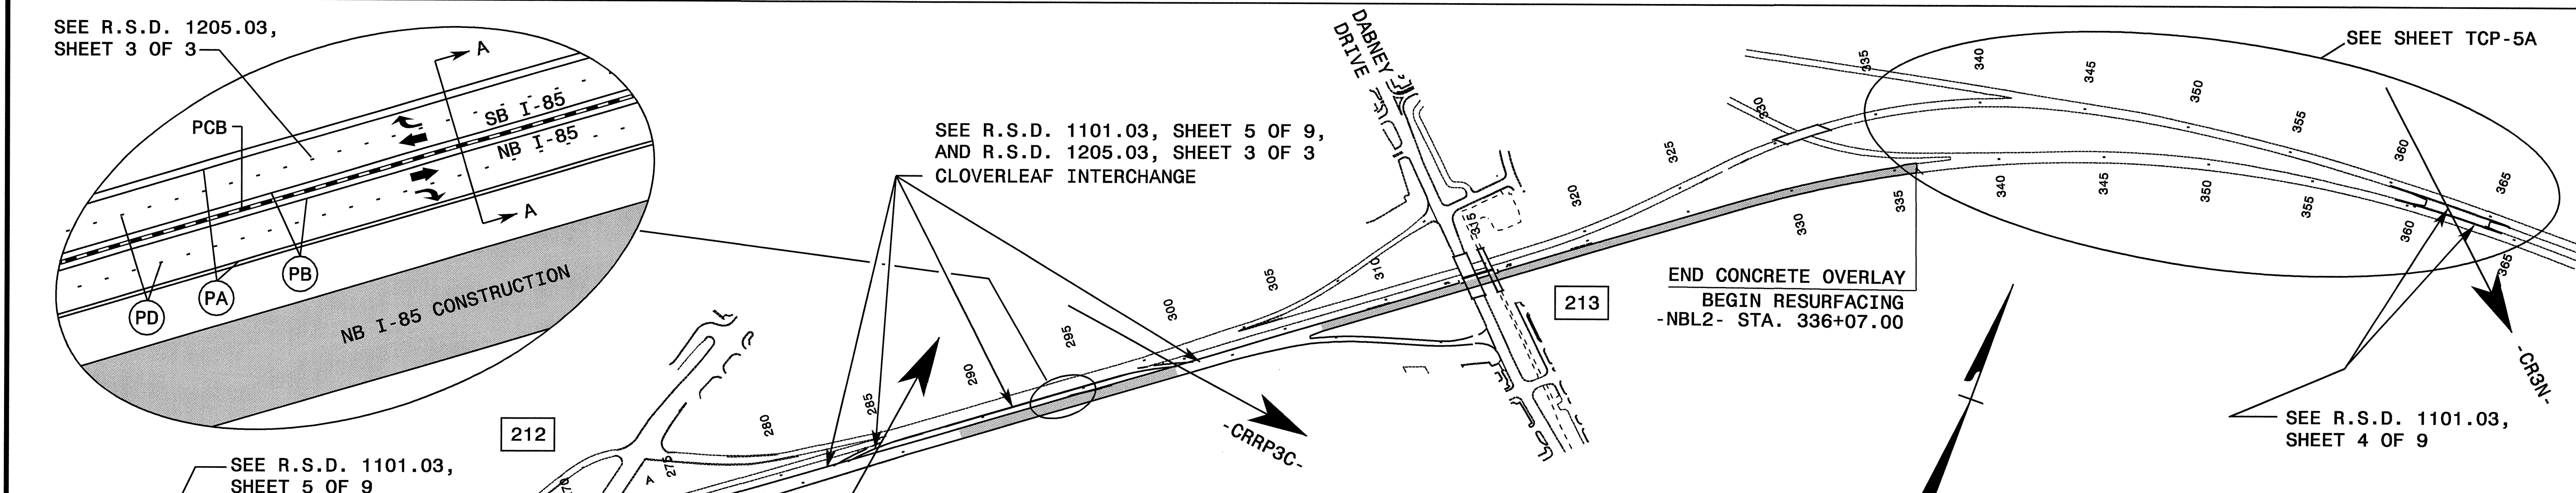 SEE R.S.D. 1205.03,
SHEET 3 OF 3
A
SB I-85
NB I-85
PCB
A
PB
PA
PD
NB I-85 CONSTRUCTION
SEE R.S.D. 1101.03,
SHEET 5 OF 9
212
275
A
280
285
290
295
300
305
310
315
320
325
330
335
SEE R.S.D. 1101.03, SHEET 5 OF 9,
AND R.S.D. 1205.03, SHEET 3 OF 3
CLOVERLEAF INTERCHANGE
-CRRP3C-
DABNEY
DRIVE
213
END CONCRETE OVERLAY
BEGIN RESURFACING
-NBL2- STA. 336+07.00
330
335
340
345
350
355
360
365
340
345
350
355
360
365
SEE SHEET TCP-5A
-CR3N-
SEE R.S.D. 1101.03,
SHEET 4 OF 9